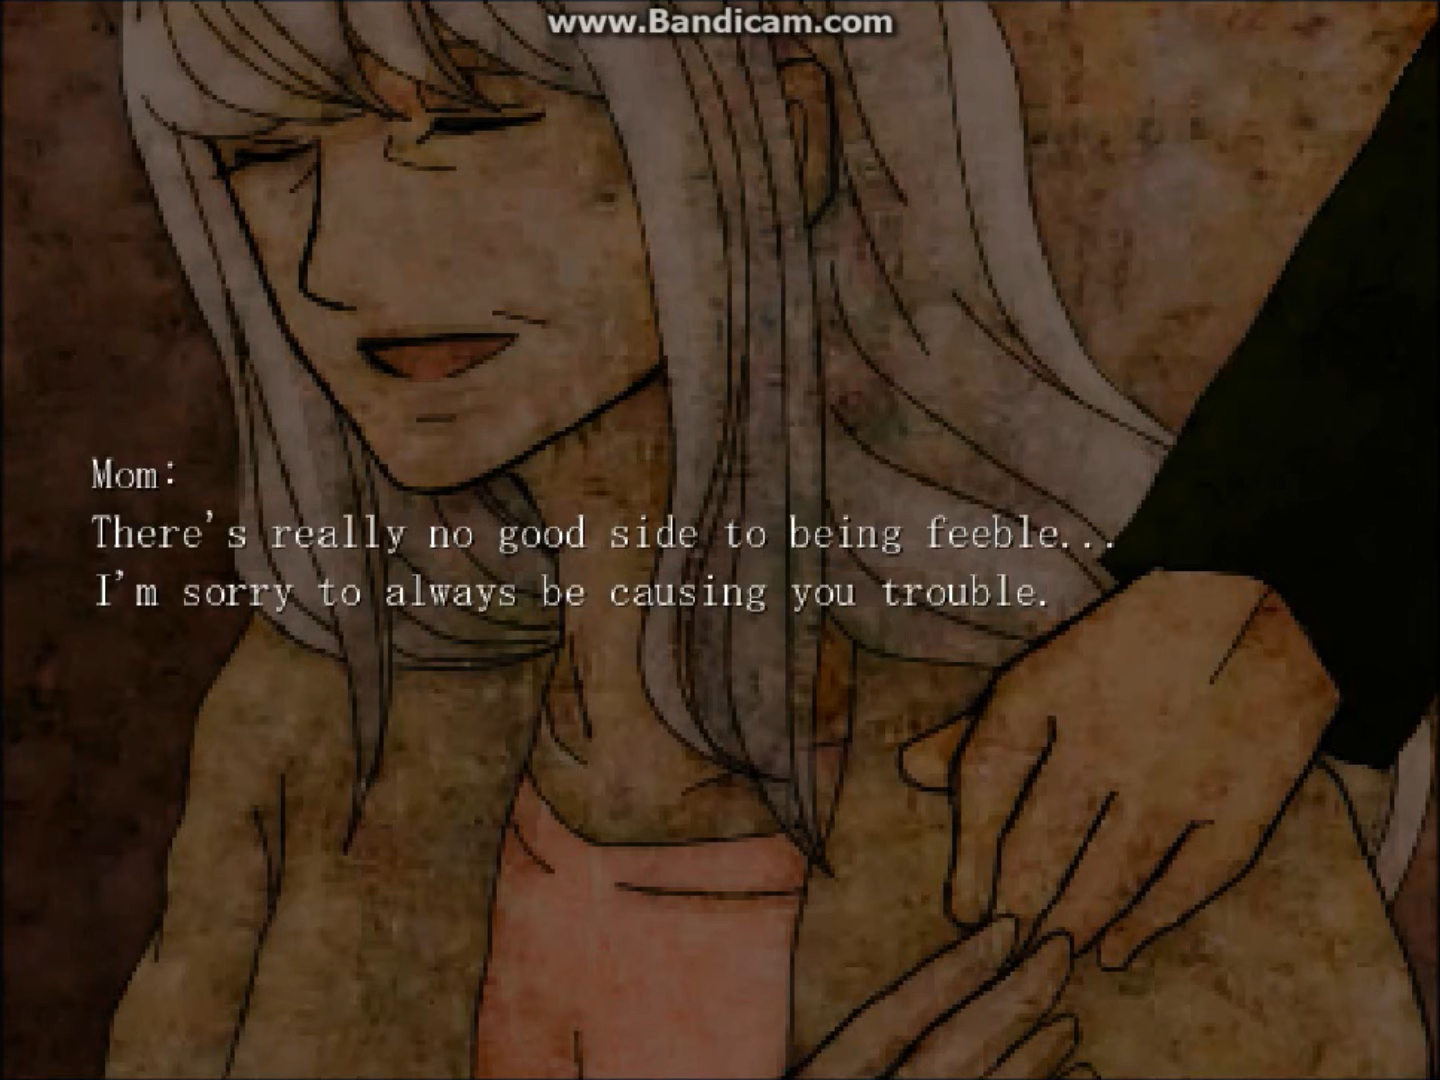 www.Bandicam.com
Mom:
There's really no good side to being feeble...
I'm sorry to always be causing you trouble.